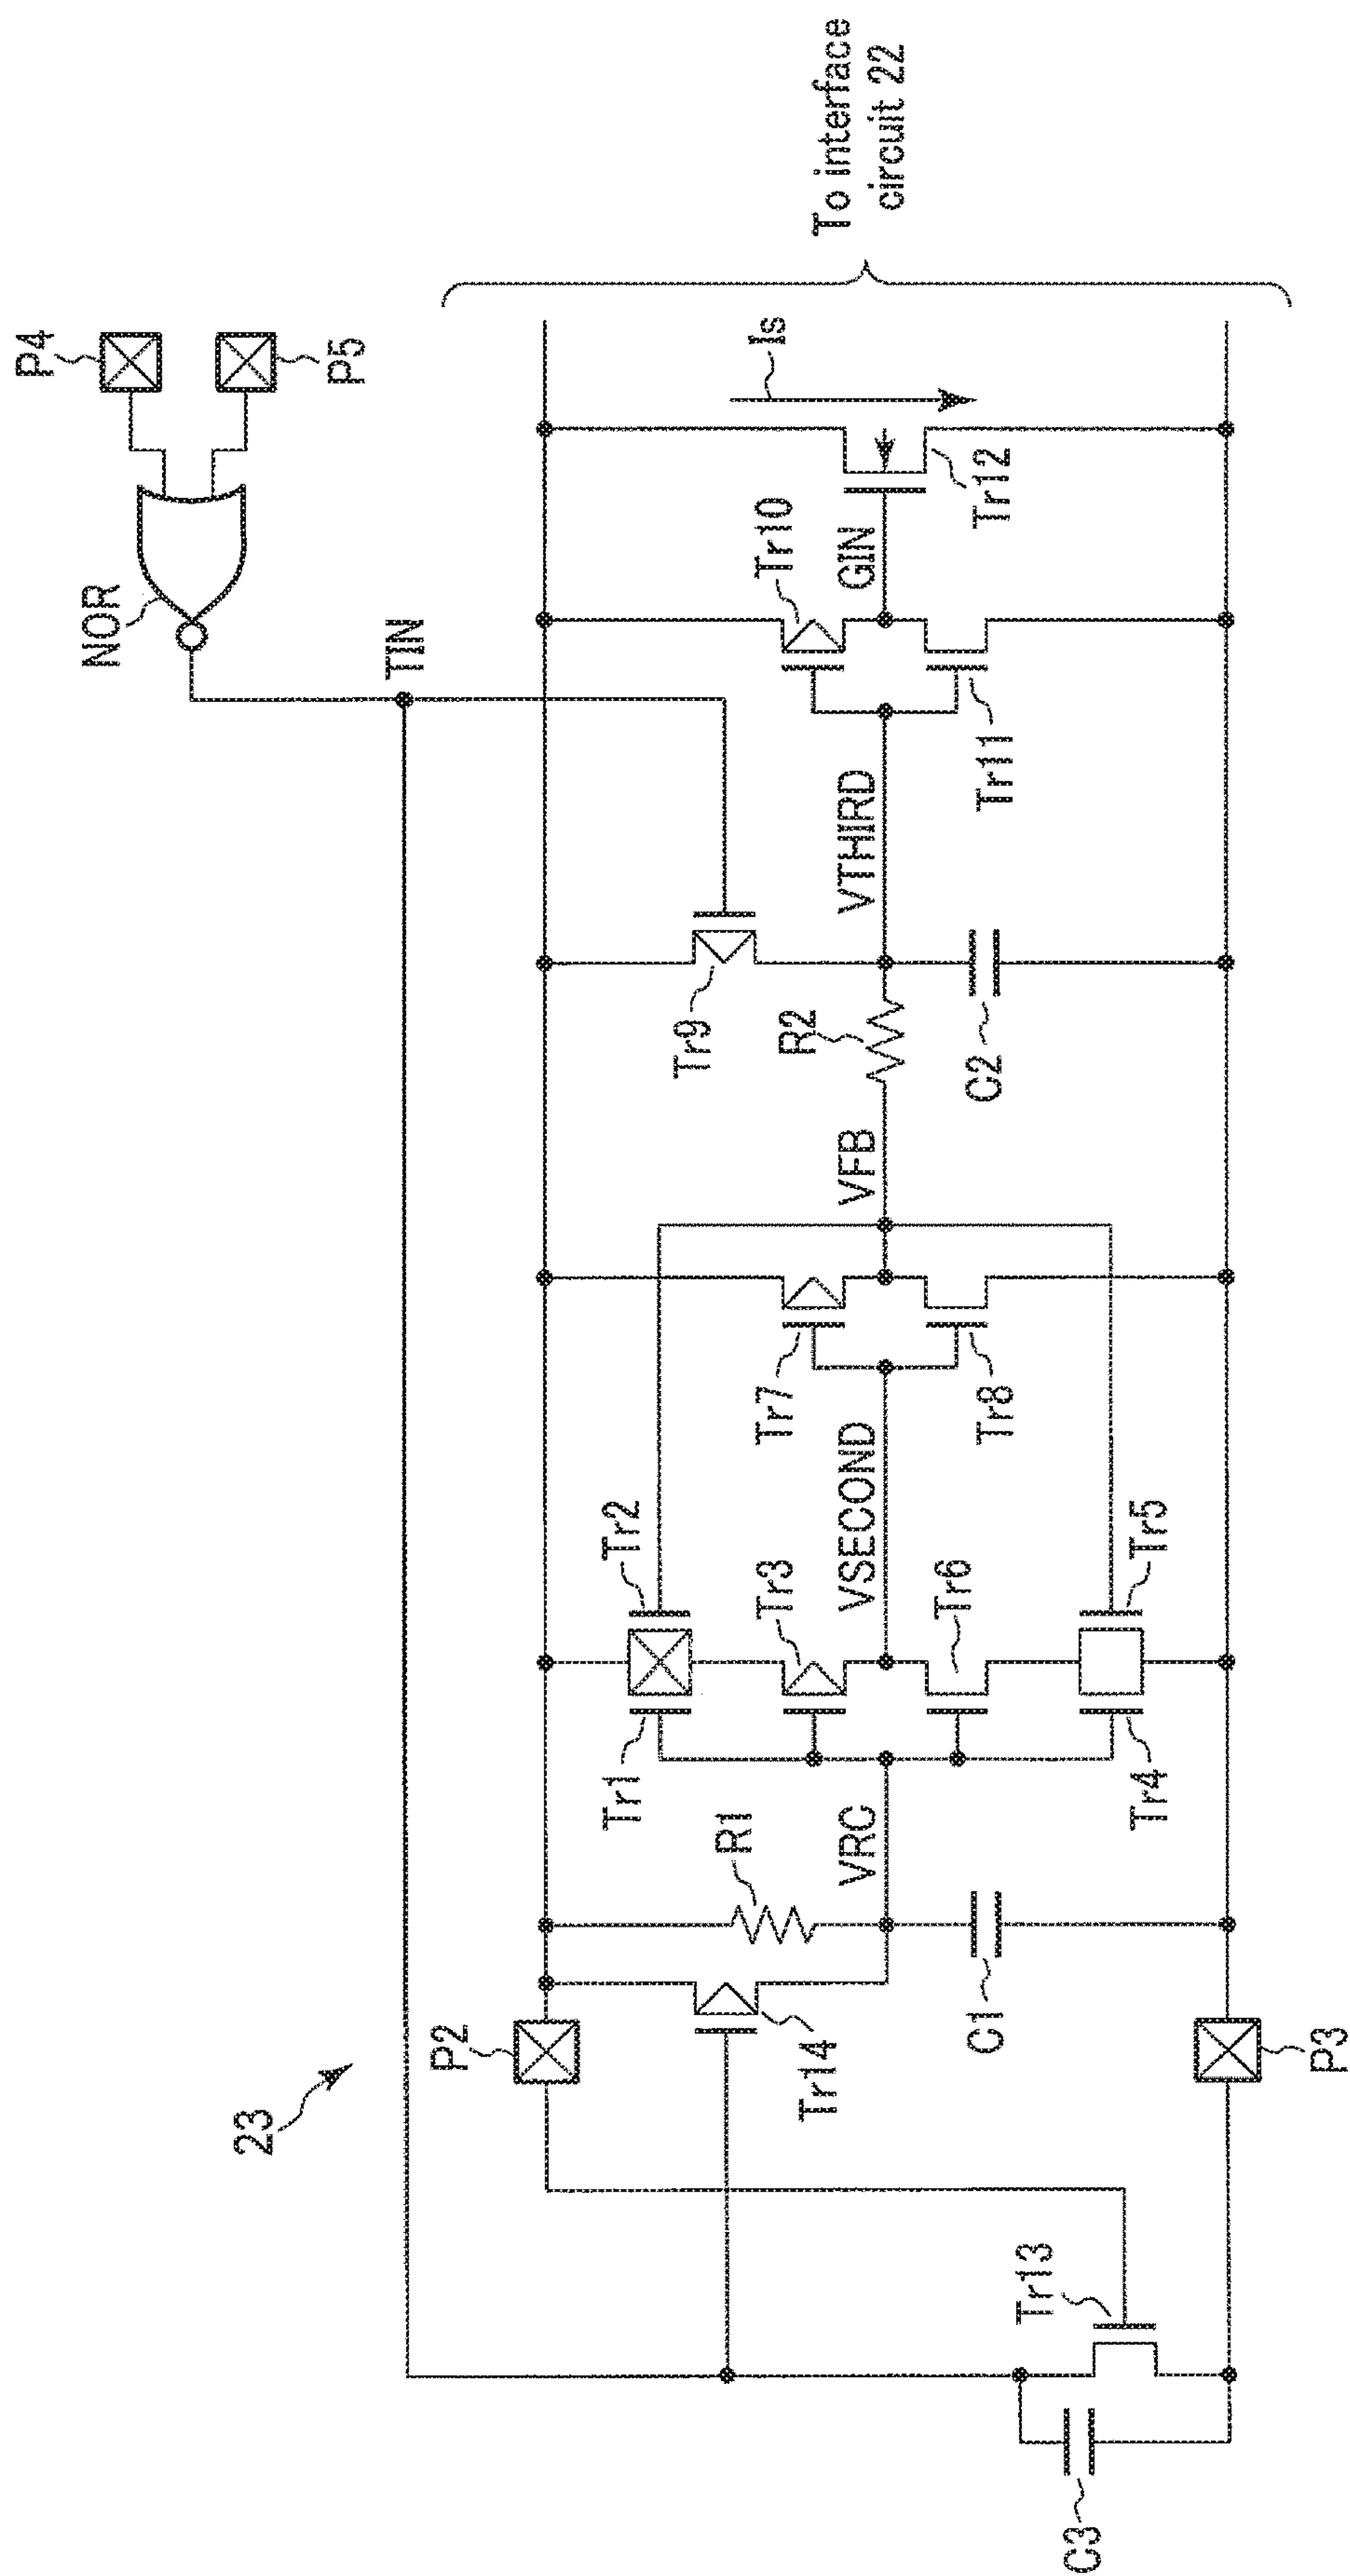 23
NOR
P4
P5
TIN
To interface
circuit 22
P2
P3
C3
Tr13
Tr14
R1
C1
VRC
Tr1
Tr2
Tr3
Tr6
Tr4
Tr5
VSECOND
Tr7
Tr8
VFB
R2
Tr9
C2
VTHIRD
Tr10
Tr11
GIN
Tr12
Is